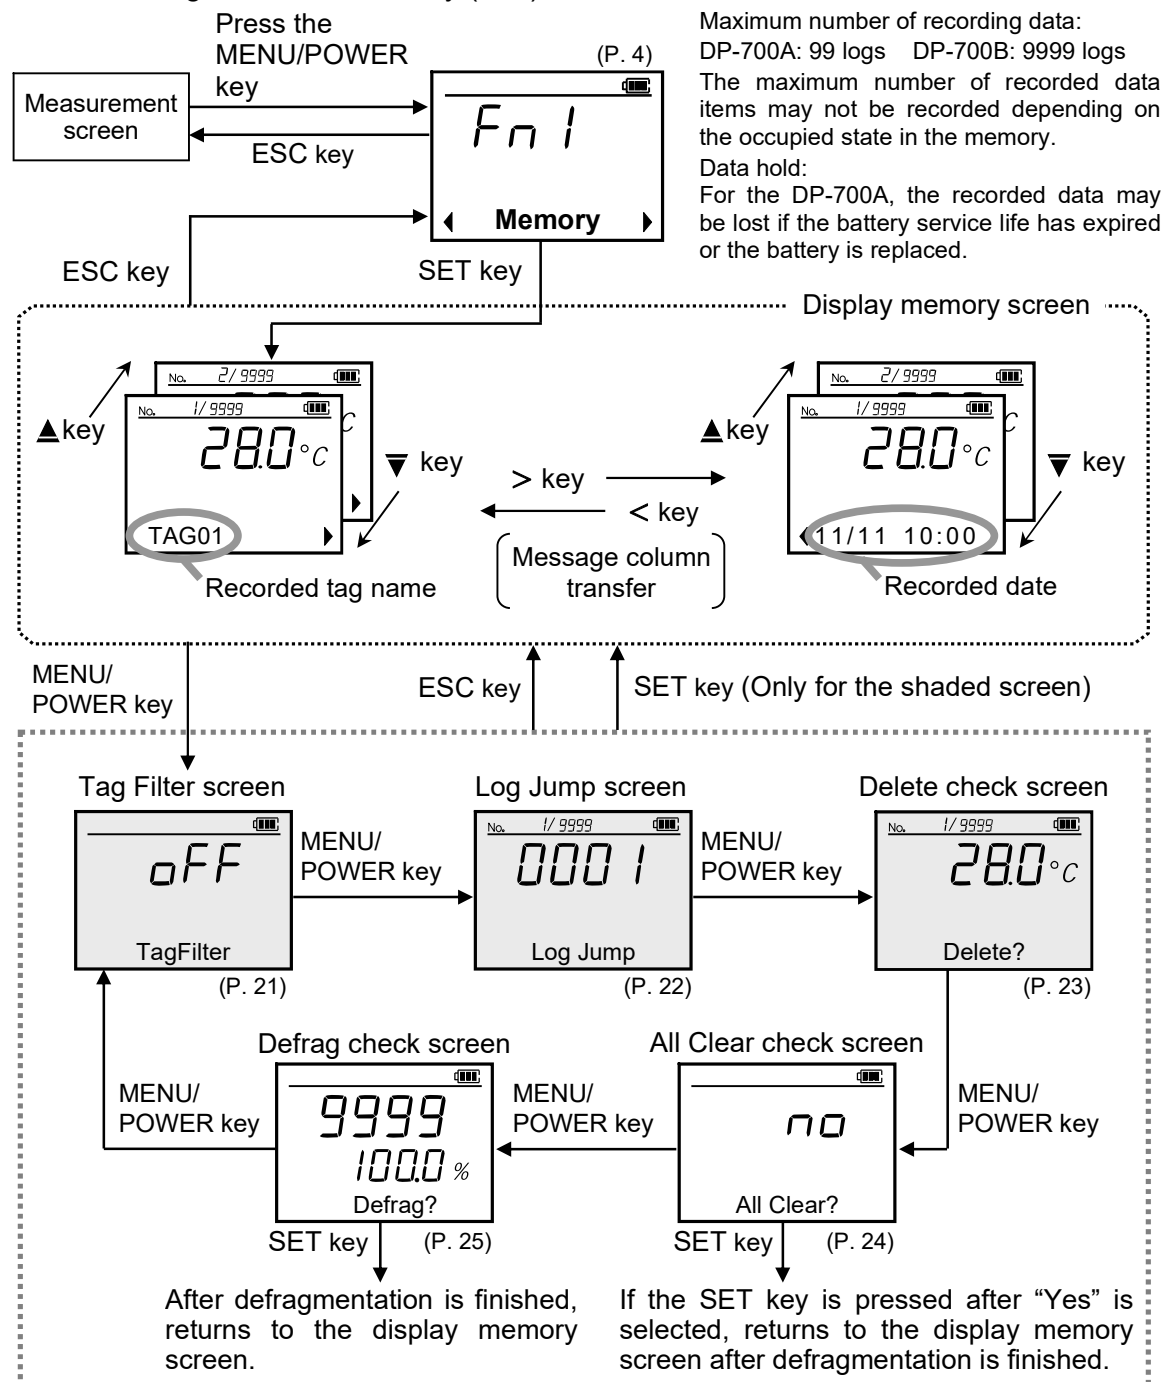 Press the
MENU/POWER
key
(P. 4)
Measurement
screen
ESC key
Fn1
Memory
Maximum number of recording data:
DP-700A: 99 logs DP-700B: 9999 logs
The maximum number of recorded data
items may not be recorded depending on
the occupied state in the memory.
Data hold:
For the DP-700A, the recorded data may
be lost if the battery service life has expired
or the battery is replaced.
ESC key
SET key
Display memory screen
No. 2/9999
No. 1/9999
28.0 °C
C
▲ key
▼ key
TAG01
Recorded tag name
> key
< key
Message column
transfer
No. 2/9999
No. 1/9999
28.0 °C
C
▲ key
▼ key
11/11 10:00
Recorded date
MENU/
POWER key
ESC key
SET key (Only for the shaded screen)
Tag Filter screen
oFF
TagFilter
(P. 21)
MENU/
POWER key
Log Jump screen
No. 1/9999
0001
Log Jump
(P. 22)
MENU/
POWER key
Delete check screen
No. 1/9999
28.0 °C
Delete?
(P. 23)
MENU/
POWER key
All Clear check screen
no
All Clear?
SET key
(P. 24)
If the SET key is pressed after “Yes” is
selected, returns to the display memory
screen after defragmentation is finished.
MENU/
POWER key
Defrag check screen
9999
100.0 %
Defrag?
SET key
(P. 25)
After defragmentation is finished,
returns to the display memory
screen.
MENU/
POWER key